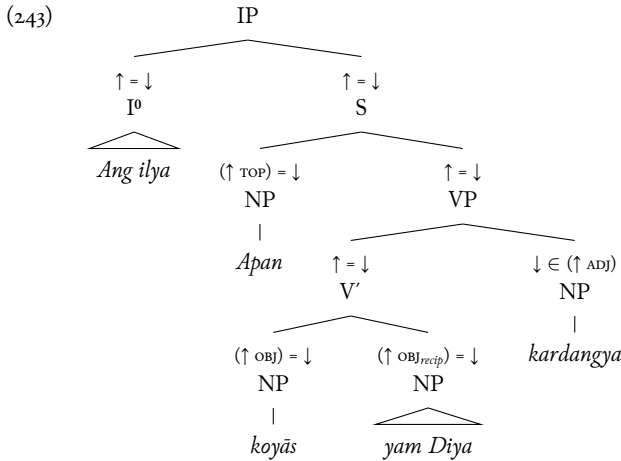 (243) IP
↑ = ↓ ↑ = ↓
I⁰ S
Ang ilya (↑ TOP) = ↓ ↑ = ↓
NP VP
Apan ↑ = ↓ ↓ ∈ (↑ ADJ)
V′ NP
(↑ OBJ) = ↓ (↑ OBJrecip) = ↓ kardangya
NP NP
koyās yam Diya